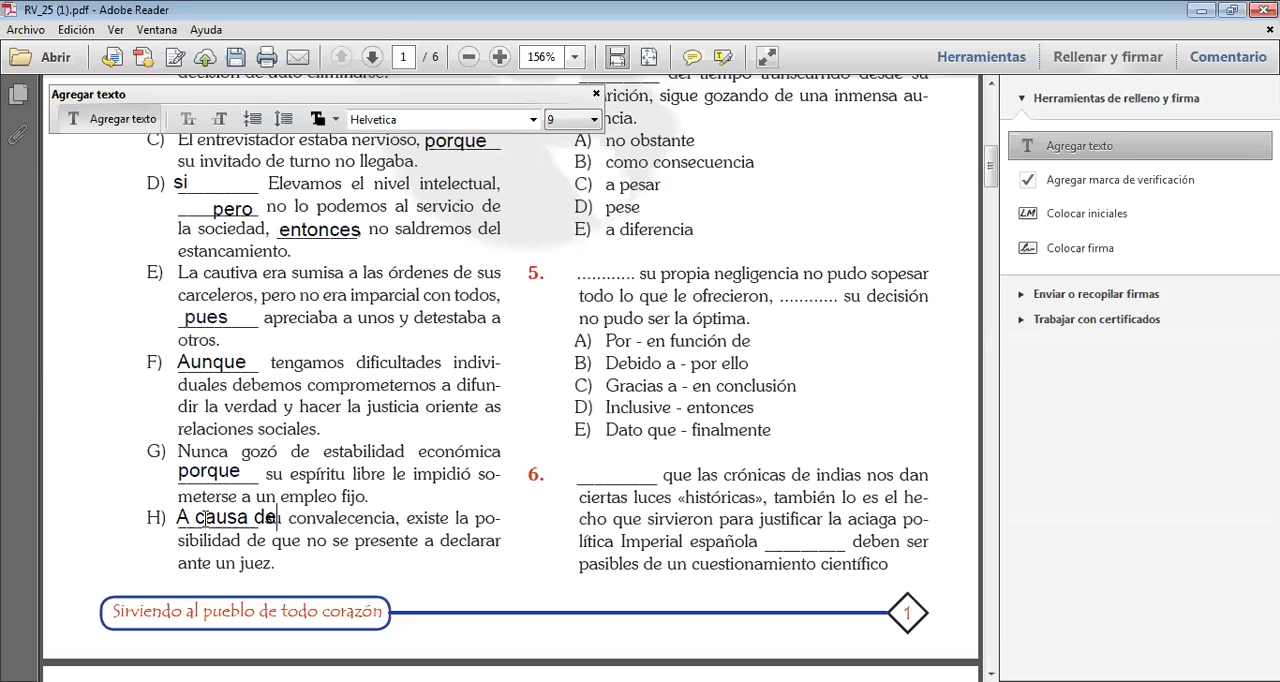 RV_25 (1).pdf - Adobe Reader
Archivo Edición Ver Ventana Ayuda
Abrir 1 / 6 156% Herramientas Rellenar y firmar Comentario
Agregar texto
Agregar texto Helvetica 9
C) El entrevistador estaba nervioso, porque
su invitado de turno no llegaba.
D) si Elevamos el nivel intelectual,
pero no lo podemos al servicio de
la sociedad, entonces no saldremos del
estancamiento.
E) La cautiva era sumisa a las órdenes de sus
carceleros, pero no era imparcial con todos,
pues apreciaba a unos y detestaba a
otros.
F) Aunque tengamos dificultades indivi-
duales debemos comprometernos a difun-
dir la verdad y hacer la justicia oriente as
relaciones sociales.
G) Nunca gozó de estabilidad económica
porque su espíritu libre le impidió so-
meterse a un empleo fijo.
H) A causa de su convalecencia, existe la po-
sibilidad de que no se presente a declarar
ante un juez.
del tiempo transcurrido desde su
sigue gozando de una inmensa au-
A) no obstante
B) como consecuencia
C) a pesar
D) pese
E) a diferencia
5. ............ su propia negligencia no pudo sopesar
todo lo que le ofrecieron, ............ su decisión
no pudo ser la óptima.
A) Por - en función de
B) Debido a - por ello
C) Gracias a - en conclusión
D) Inclusive - entonces
E) Dato que - finalmente
6. _________ que las crónicas de indias nos dan
ciertas luces «históricas», también lo es el he-
cho que sirvieron para justificar la aciaga po-
lítica Imperial española _________ deben ser
pasibles de un cuestionamiento científico
Sirviendo al pueblo de todo corazón 1
Herramientas de relleno y firma
Agregar texto
Agregar marca de verificación
Colocar iniciales
Colocar firma
Enviar o recopilar firmas
Trabajar con certificados